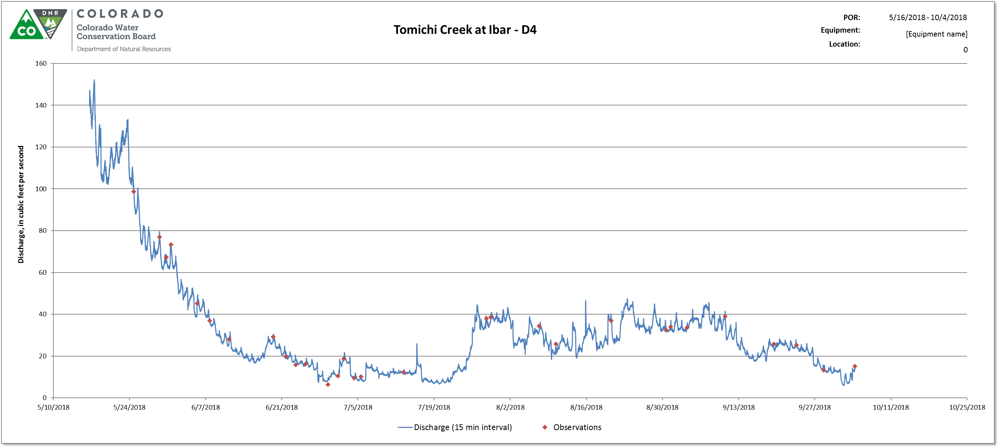 DNR
CO
TM
COLORADO
Colorado Water
Conservation Board
Department of Natural Resources
Tomichi Creek at Ibar - D4
POR: 5/16/2018 - 10/4/2018
Equipment: [Equipment name]
Location: 0
Discharge, in cubic feet per second
160
140
120
100
80
60
40
20
0
5/10/2018 5/24/2018 6/7/2018 6/21/2018 7/5/2018 7/19/2018 8/2/2018 8/16/2018 8/30/2018 9/13/2018 9/27/2018 10/11/2018 10/25/2018
Discharge (15 min interval) Observations